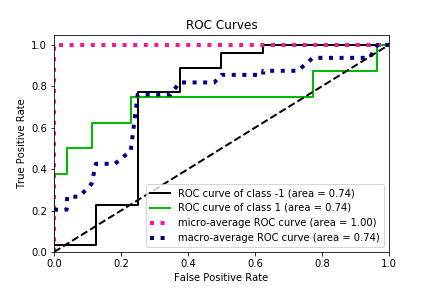 ROC Curves
True Positive Rate
1.0
0.8
0.6
0.4
0.2
0.0
ROC curve of class -1 (area = 0.74)
ROC curve of class 1 (area = 0.74)
micro-average ROC curve (area = 1.00)
macro-average ROC curve (area = 0.74)
0.0 0.2 0.4 0.6 0.8 1.0
False Positive Rate